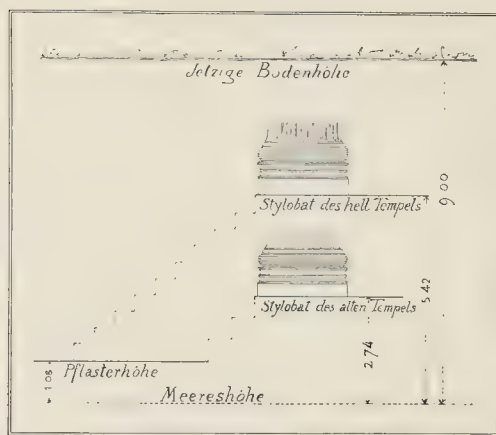 Jetzige Bodenhöhe
Stylobat des hell Tempels
9 00
Stylobat des alten Tempels
5.42
2.74
Pflasterhöhe
1 08
Meereshöhe